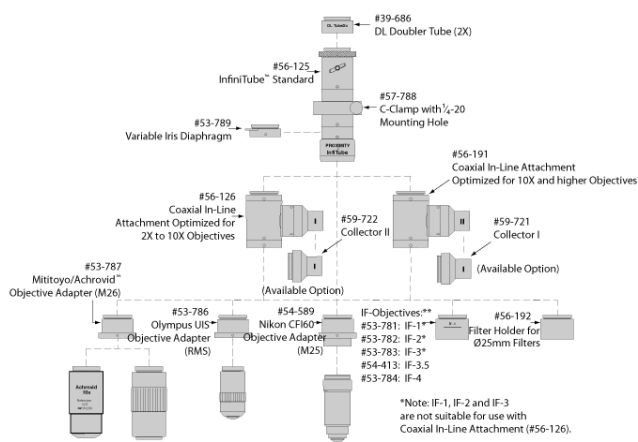 #39-686
DL Doubler Tube (2X)
#56-125
InfiniTube™ Standard
#57-788
C-Clamp with ¼-20
Mounting Hole
#53-789
Variable Iris Diaphragm
PROXIMITY
InfiTube
#56-191
Coaxial In-Line Attachment
Optimized for 10X and higher Objectives
#56-126
Coaxial In-Line
Attachment Optimized for
2X to 10X Objectives
I
II
#59-722
Collector II
#59-721
Collector I
I
I
(Available Option)
(Available Option)
#53-787
Mititoyo/Achrovid™
Objective Adapter (M26)
#53-786
Olympus UIS
Objective Adapter
(RMS)
#54-589
Nikon CFI60
Objective Adapter
(M25)
IF-Objectives:**
#53-781: IF-1*
#53-782: IF-2*
#53-783: IF-3*
#54-413: IF-3.5
#53-784: IF-4
#56-192
Filter Holder for
Ø25mm Filters
Achroid
10x
*Note: IF-1, IF-2 and IF-3
are not suitable for use with
Coaxial In-Line Attachment (#56-126).